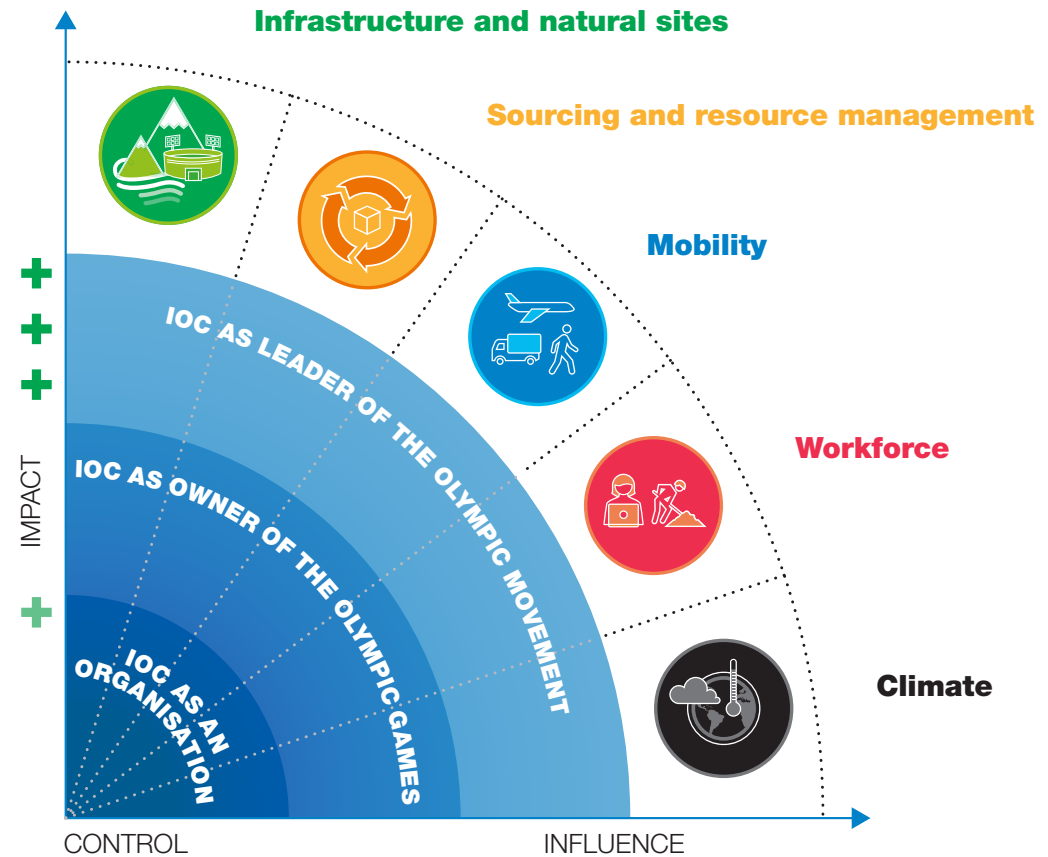 Infrastructure and natural sites
Sourcing and resource management
Mobility
Workforce
Climate
IOC AS LEADER OF THE OLYMPIC MOVEMENT
IOC AS OWNER OF THE OLYMPIC GAMES
IOC AS AN
ORGANISATION
+
+
+
IMPACT
+
CONTROL
INFLUENCE